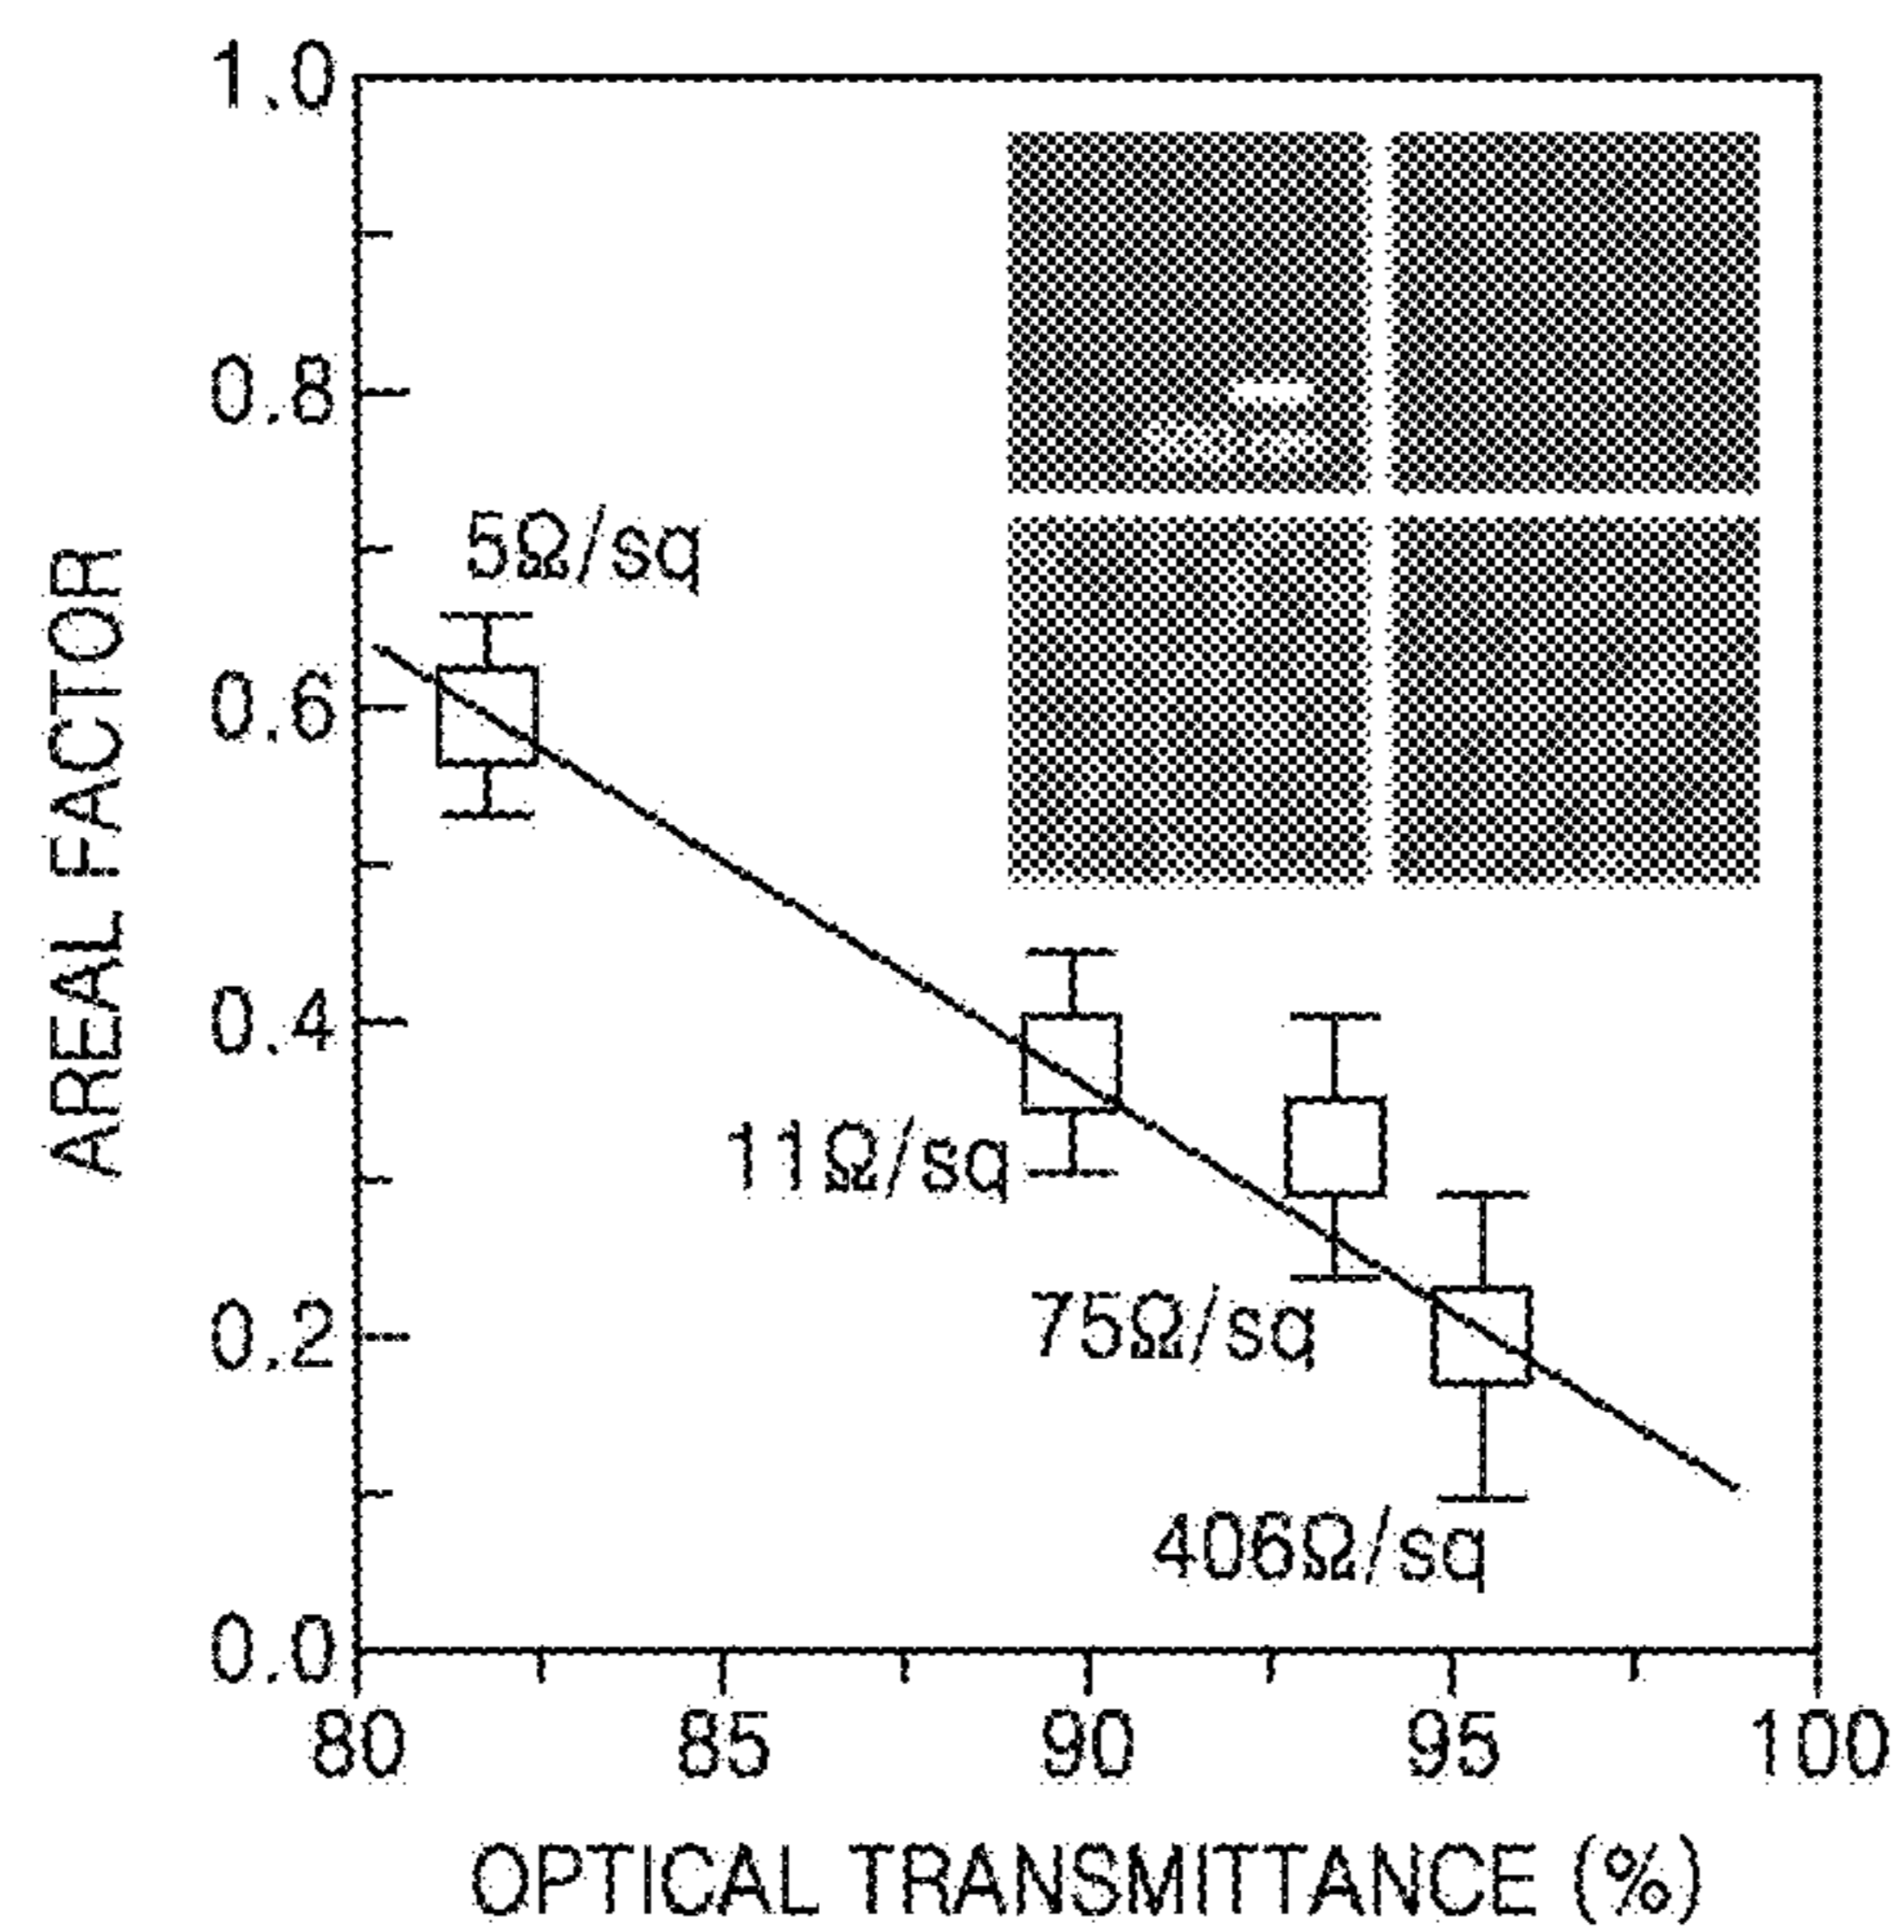 1.0
0.8
0.6
0.4
0.2
0.0
AREAL FACTOR
5Ω/sq
11Ω/sq
75Ω/sq
406Ω/sq
80 85 90 95 100
OPTICAL TRANSMITTANCE (%)